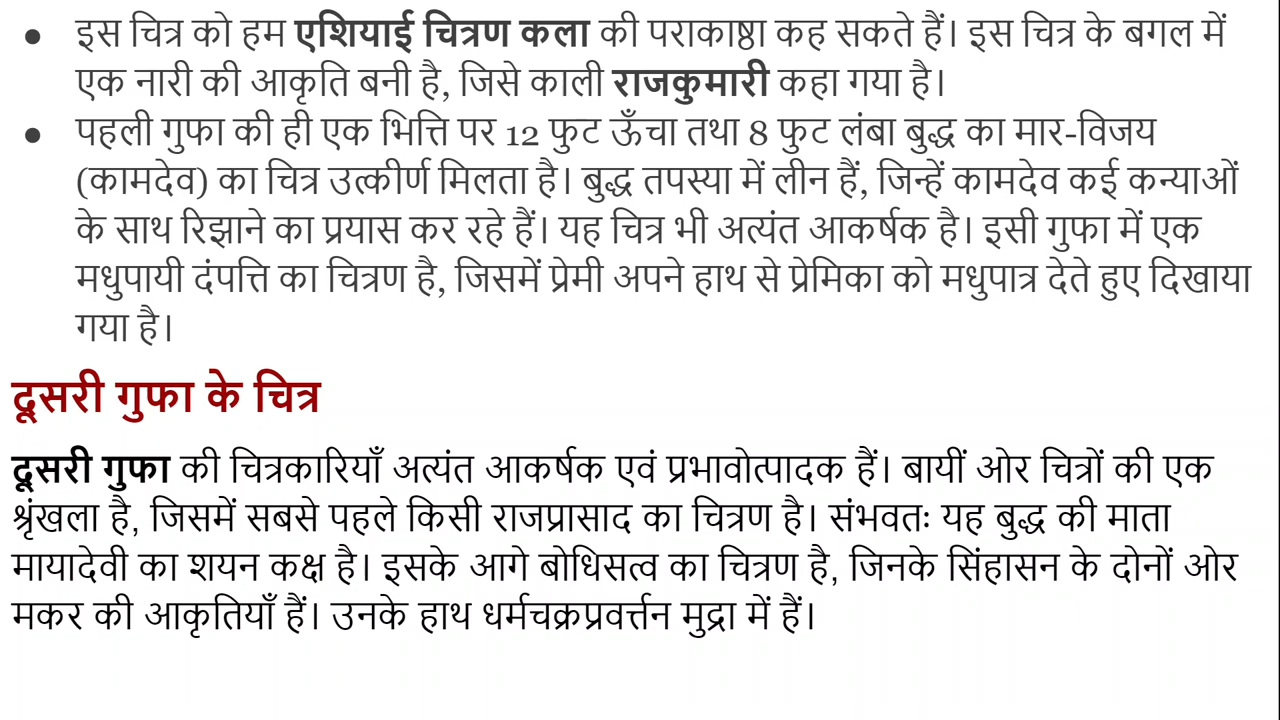 ● इस चित्र को हम एशियाई चित्रण कला की पराकाष्ठा कह सकते हैं। इस चित्र के बगल में
एक नारी की आकृति बनी है, जिसे काली राजकुमारी कहा गया है।
● पहली गुफा की ही एक भित्ति पर 12 फुट ऊँचा तथा 8 फुट लंबा बुद्ध का मार-विजय
(कामदेव) का चित्र उत्कीर्ण मिलता है। बुद्ध तपस्या में लीन हैं, जिन्हें कामदेव कई कन्याओं
के साथ रिझाने का प्रयास कर रहे हैं। यह चित्र भी अत्यंत आकर्षक है। इसी गुफा में एक
मधुपायी दंपत्ति का चित्रण है, जिसमें प्रेमी अपने हाथ से प्रेमिका को मधुपात्र देते हुए दिखाया
गया है।
दूसरी गुफा के चित्र
दूसरी गुफा की चित्रकारियाँ अत्यंत आकर्षक एवं प्रभावोत्पादक हैं। बायीं ओर चित्रों की एक
श्रृंखला है, जिसमें सबसे पहले किसी राजप्रासाद का चित्रण है। संभवतः यह बुद्ध की माता
मायादेवी का शयन कक्ष है। इसके आगे बोधिसत्व का चित्रण है, जिनके सिंहासन के दोनों ओर
मकर की आकृतियाँ हैं। उनके हाथ धर्मचक्रप्रवर्त्तन मुद्रा में हैं।